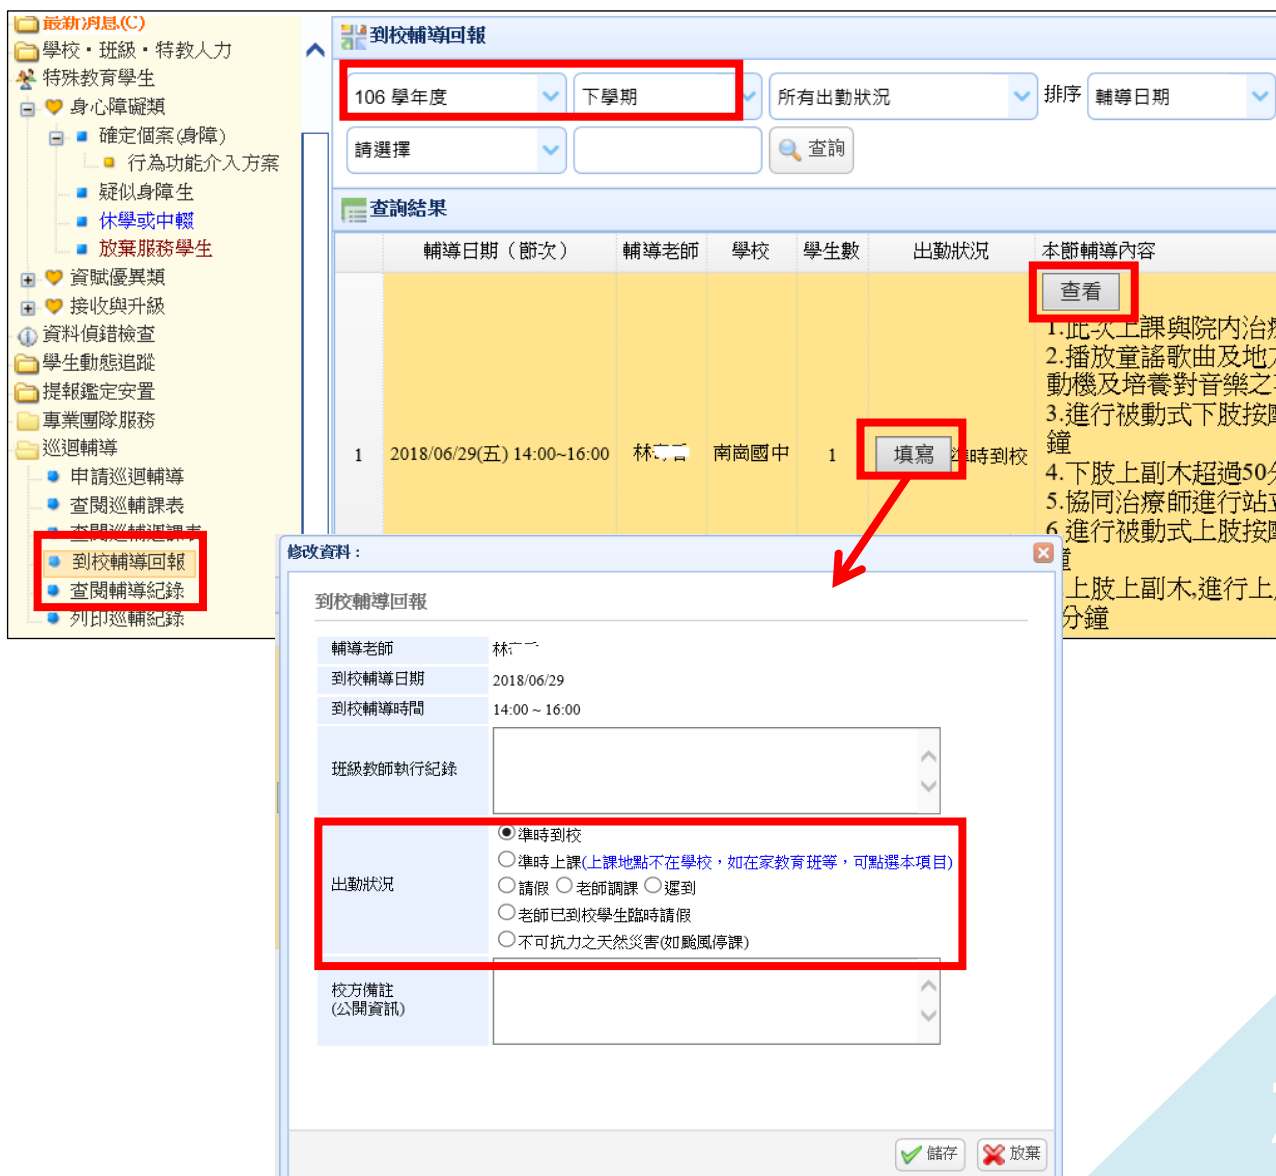 最新消息(C)
學校‧班級‧特教人力
特殊教育學生
身心障礙類
確定個案(身障)
行為功能介入方案
疑似身障生
休學或中輟
放棄服務學生
資賦優異類
接收與升級
資料偵錯檢查
學生動態追蹤
提報鑑定安置
專業團隊服務
巡迴輔導
申請巡迴輔導
查閱巡輔課表
查閱巡輔週課表
到校輔導回報
查閱輔導紀錄
列印巡輔紀錄
到校輔導回報
106 學年度 下學期 所有出勤狀況 排序 輔導日期
請選擇 查詢
查詢結果
輔導日期（節次） 輔導老師 學校 學生數 出勤狀況 本節輔導內容
查看
1.此次上課與院內治
2.播放童謠歌曲及地
動機及培養對音樂之
3.進行被動式下肢按
鐘
1 2018/06/29(五) 14:00~16:00 林 南崗國中 1 填寫 準時到校
4.下肢上副木超過50
5.協同治療師進行站
6.進行被動式上肢按
上肢上副木,進行上
分鐘
修改資料：
到校輔導回報
輔導老師 林
到校輔導日期 2018/06/29
到校輔導時間 14:00 ~ 16:00
班級教師執行紀錄
出勤狀況
準時到校
準時上課(上課地點不在學校，如在家教育班等，可點選本項目)
請假 老師調課 遲到
老師已到校學生臨時請假
不可抗力之天然災害(如颱風停課)
校方備註
(公開資訊)
儲存 放棄